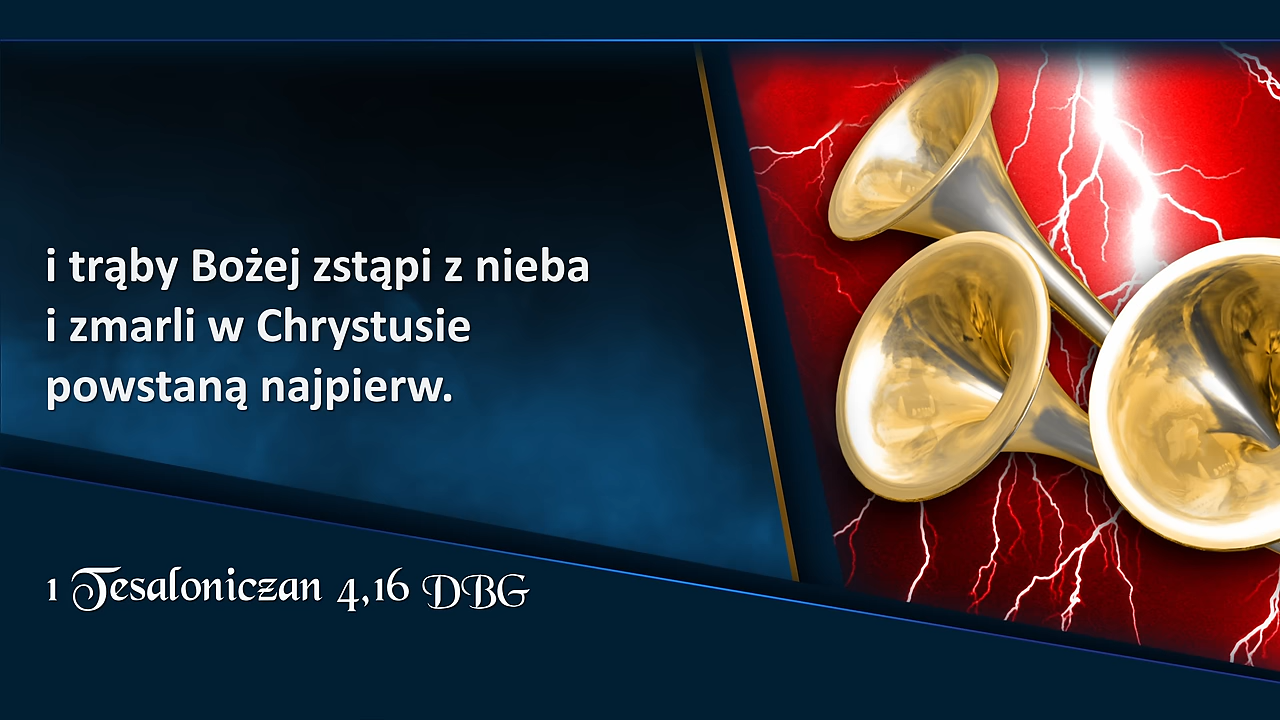 i trąby Bożej zstąpi z nieba
i zmarli w Chrystusie
powstaną najpierw.
1 Tesaloniczan 4,16 DBG